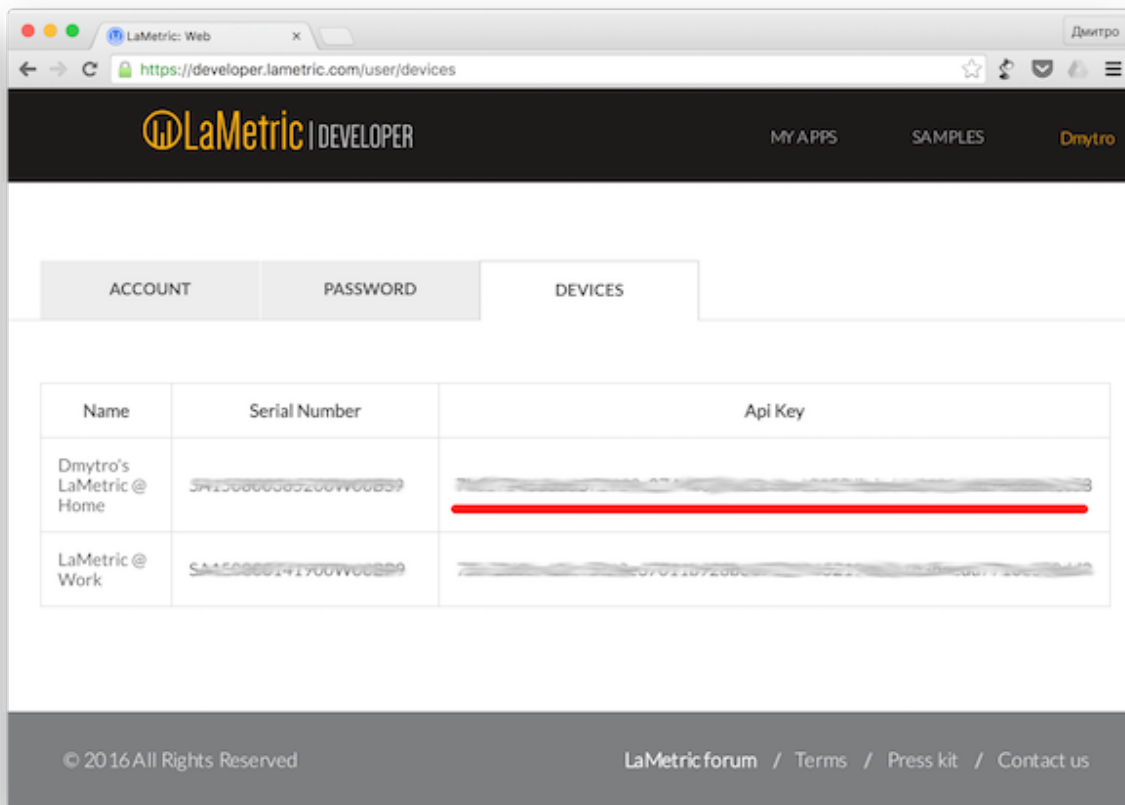 LaMetric: Web
Дмитро
https://developer.lametric.com/user/devices
LaMetric | DEVELOPER
MY APPS
SAMPLES
Dmytro
ACCOUNT
PASSWORD
DEVICES
Name
Serial Number
Api Key
Dmytro's
LaMetric @
Home
LaMetric @
Work
© 2016 All Rights Reserved
LaMetric forum / Terms / Press kit / Contact us